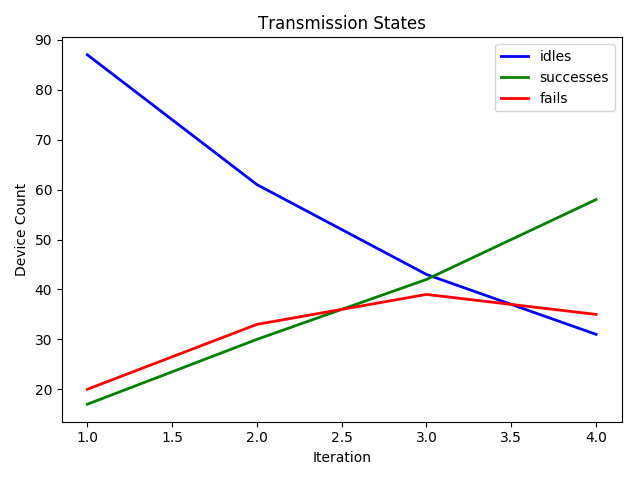 Transmission States
90
80
70
60
50
40
30
20
Device Count
idles
successes
fails
1.0 1.5 2.0 2.5 3.0 3.5 4.0
Iteration